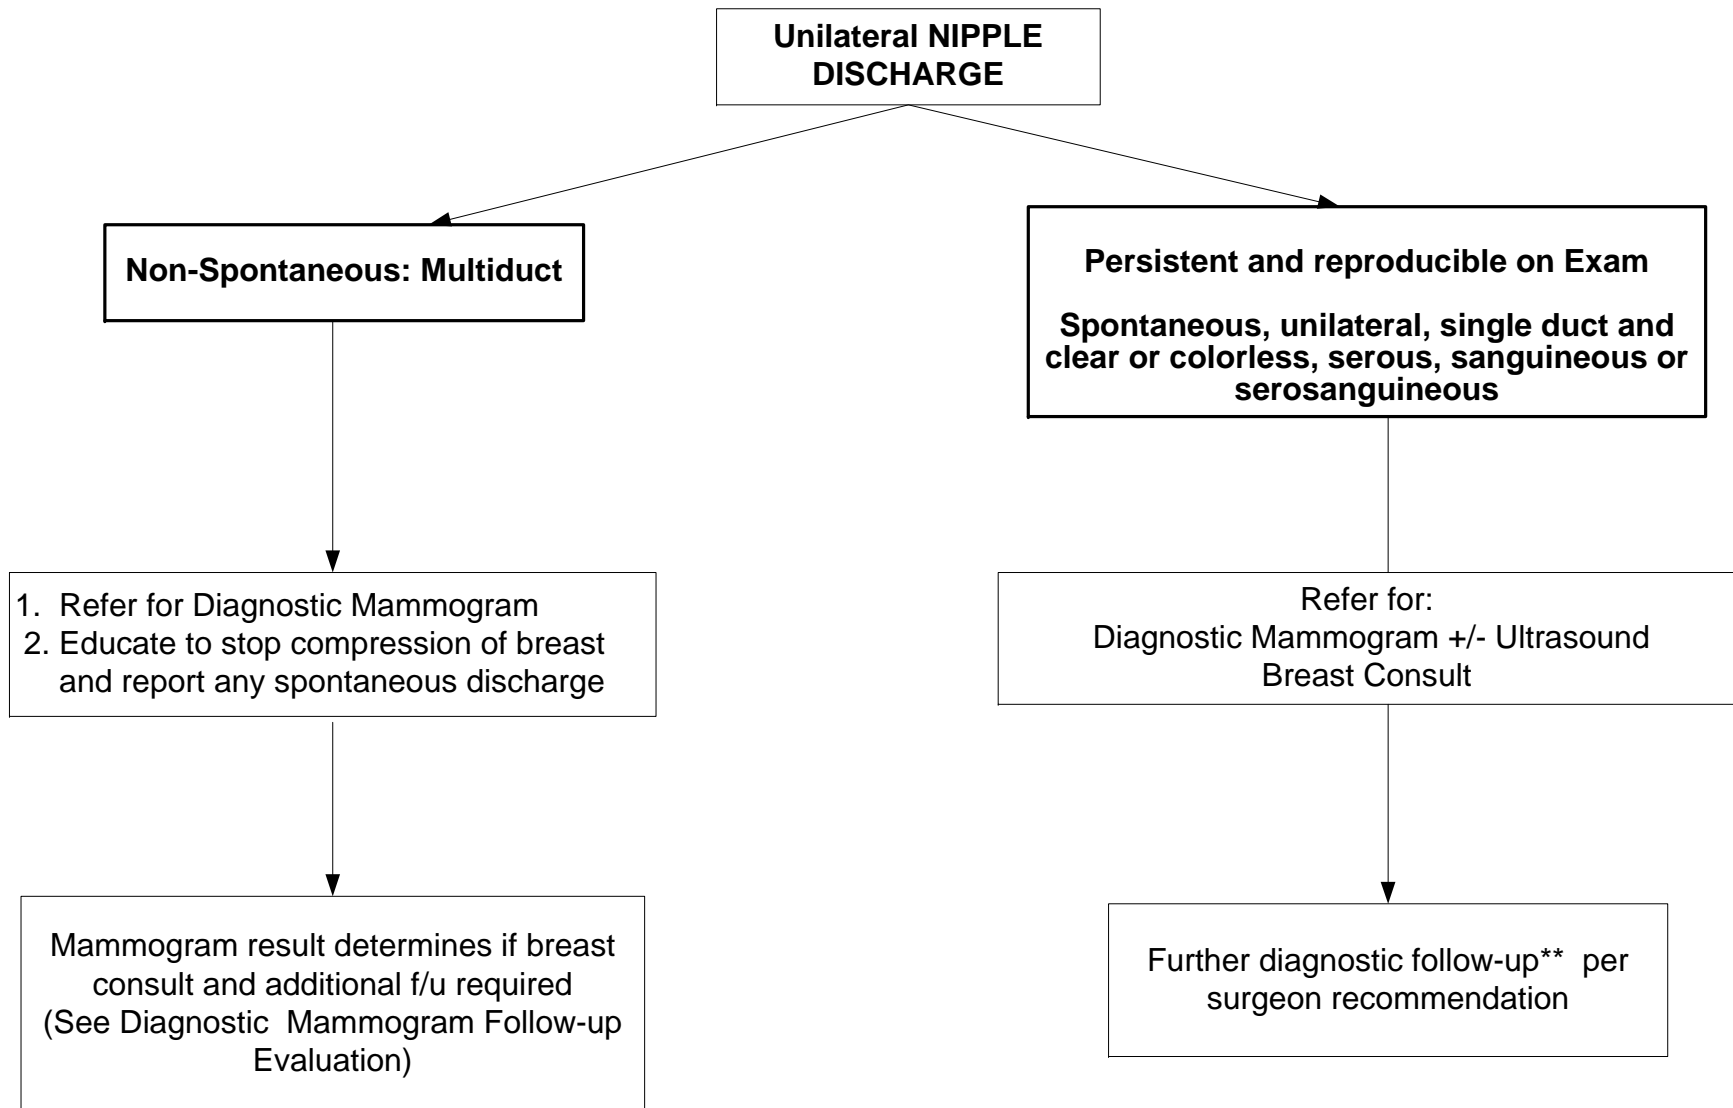 Unilateral NIPPLE
DISCHARGE
Non-Spontaneous: Multiduct
Persistent and reproducible on Exam
Spontaneous, unilateral, single duct and
clear or colorless, serous, sanguineous or
serosanguineous
1. Refer for Diagnostic Mammogram
2. Educate to stop compression of breast
and report any spontaneous discharge
Refer for:
Diagnostic Mammogram +/- Ultrasound
Breast Consult
Mammogram result determines if breast
consult and additional f/u required
(See Diagnostic Mammogram Follow-up
Evaluation)
Further diagnostic follow-up** per
surgeon recommendation